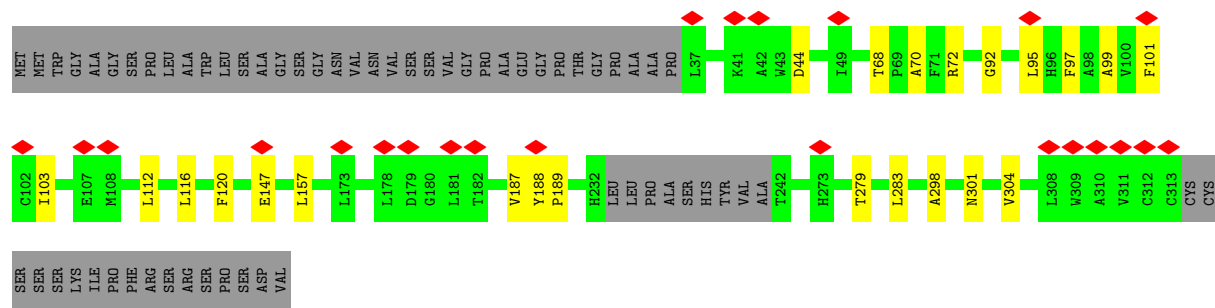 MET MET TRP GLY ALA GLY SER PRO LEU ALA TRP LEU SER ALA GLY SER GLY ASN VAL ASN VAL SER SER VAL GLY PRO ALA GLU GLY PRO THR GLY PRO ALA ALA PRO L37 K41 A42 W43 D44 I49 T68 P69 A70 F71 R72 G92 L95 H96 F97 A98 A99 V100 F101
C102 I103 E107 M108 L112 L116 F120 E147 L157 L173 L178 D179 G180 L181 T182 V187 Y188 P189 H232 LEU LEU PRO ALA SER HIS TYR VAL ALA T242 H273 T279 L283 A298 N301 V304 L308 W309 A310 V311 C312 C313 CYS CYS
SER SER SER LYS ILE PRO PHE ARG SER ARG SER PRO SER ASP VAL